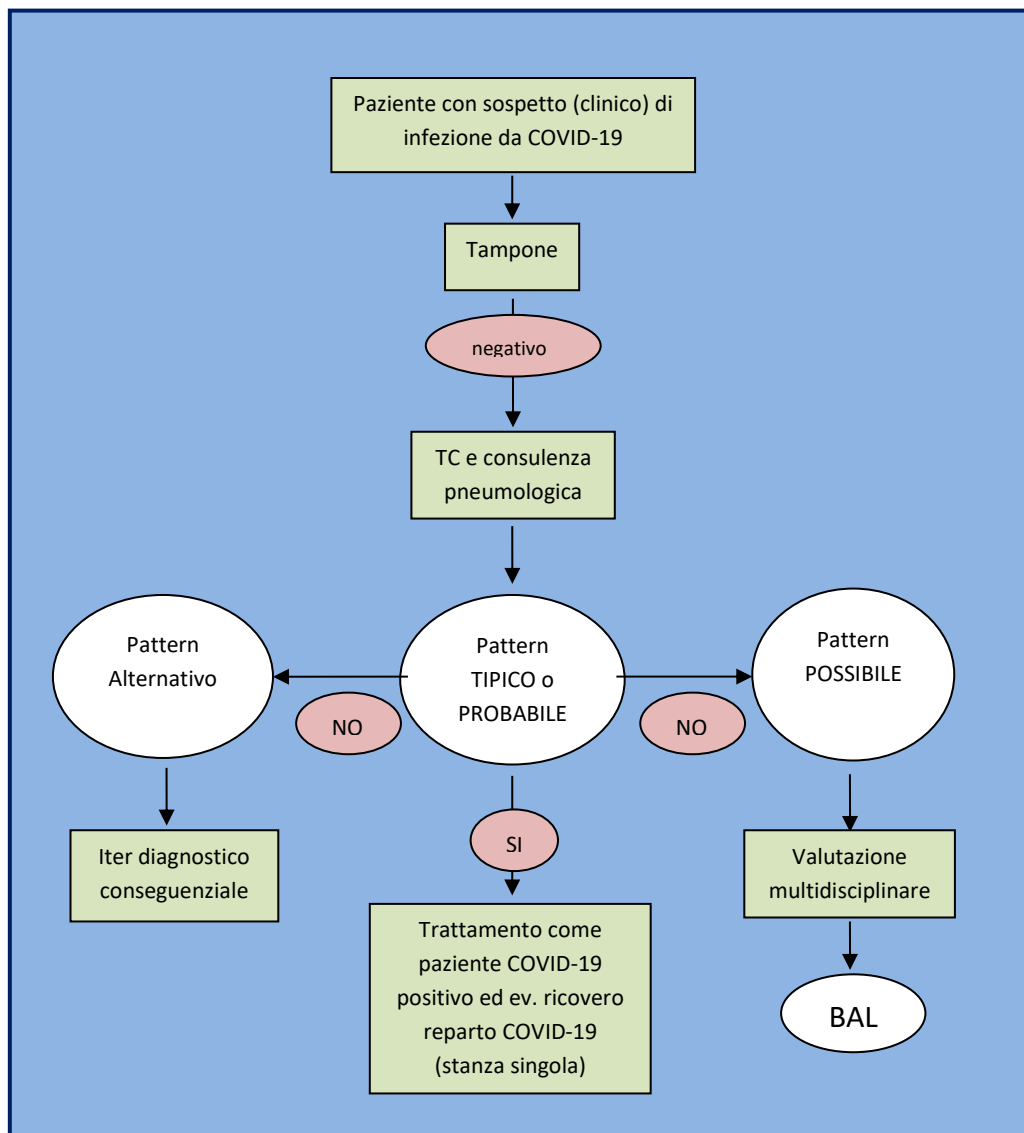 Paziente con sospetto (clinico) di
infezione da COVID-19
Tampone
negativo
TC e consulenza
pneumologica
Pattern
Alternativo
Pattern
TIPICO o
PROBABILE
Pattern
POSSIBILE
NO
NO
SI
Iter diagnostico
conseguenziale
Trattamento come
paziente COVID-19
positivo ed ev. ricovero
reparto COVID-19
(stanza singola)
Valutazione
multidisciplinare
BAL